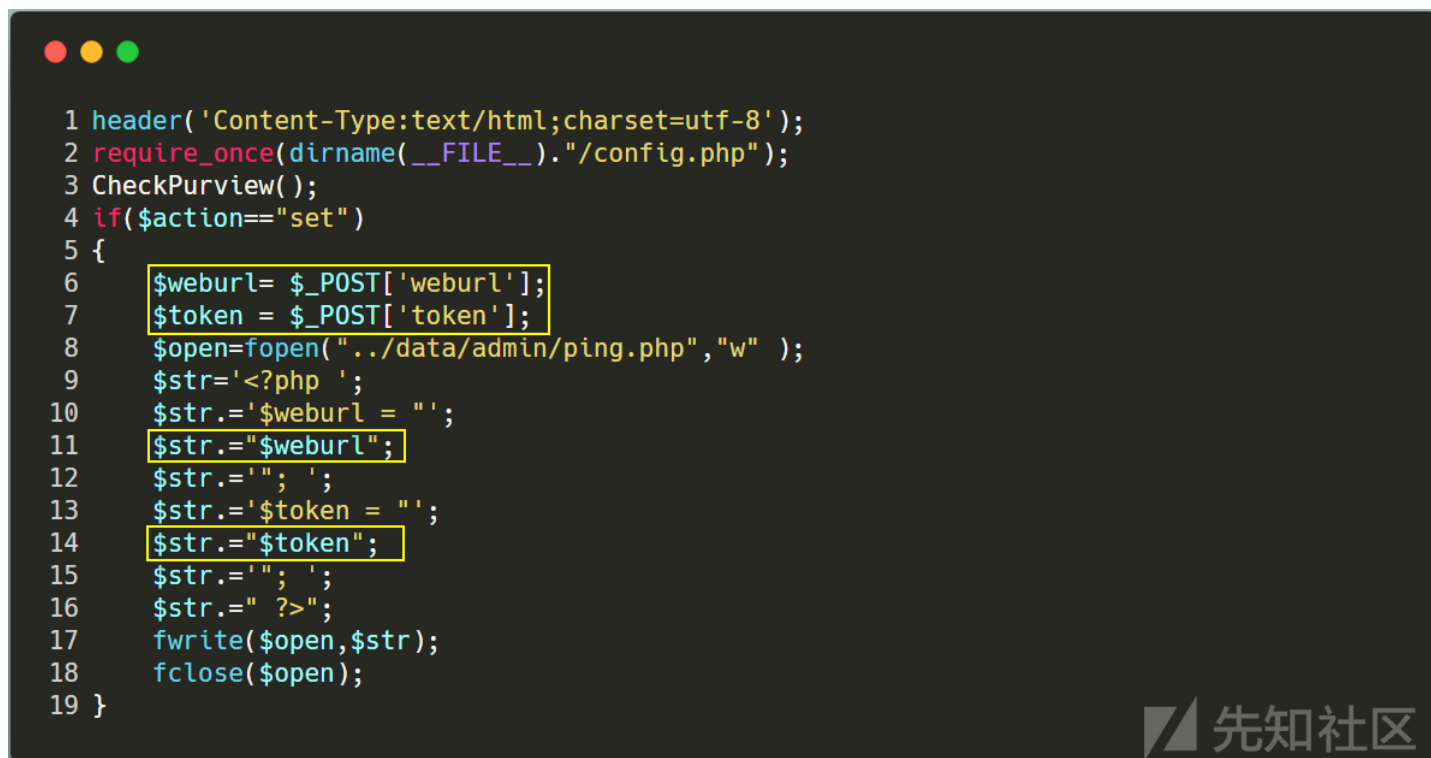 1 header('Content-Type:text/html;charset=utf-8');
2 require_once(dirname(__FILE__)."/config.php");
3 CheckPurview();
4 if($action=="set")
5 {
6     $weburl= $_POST['weburl'];
7     $token = $_POST['token'];
8     $open=fopen("../data/admin/ping.php","w" );
9     $str='<?php ';
10     $str.='$weburl = "';
11     $str.="$weburl";
12     $str.='"; ';
13     $str.='$token = "';
14     $str.="$token";
15     $str.='"; ';
16     $str.=" ?>";
17     fwrite($open,$str);
18     fclose($open);
19 }
先知社区